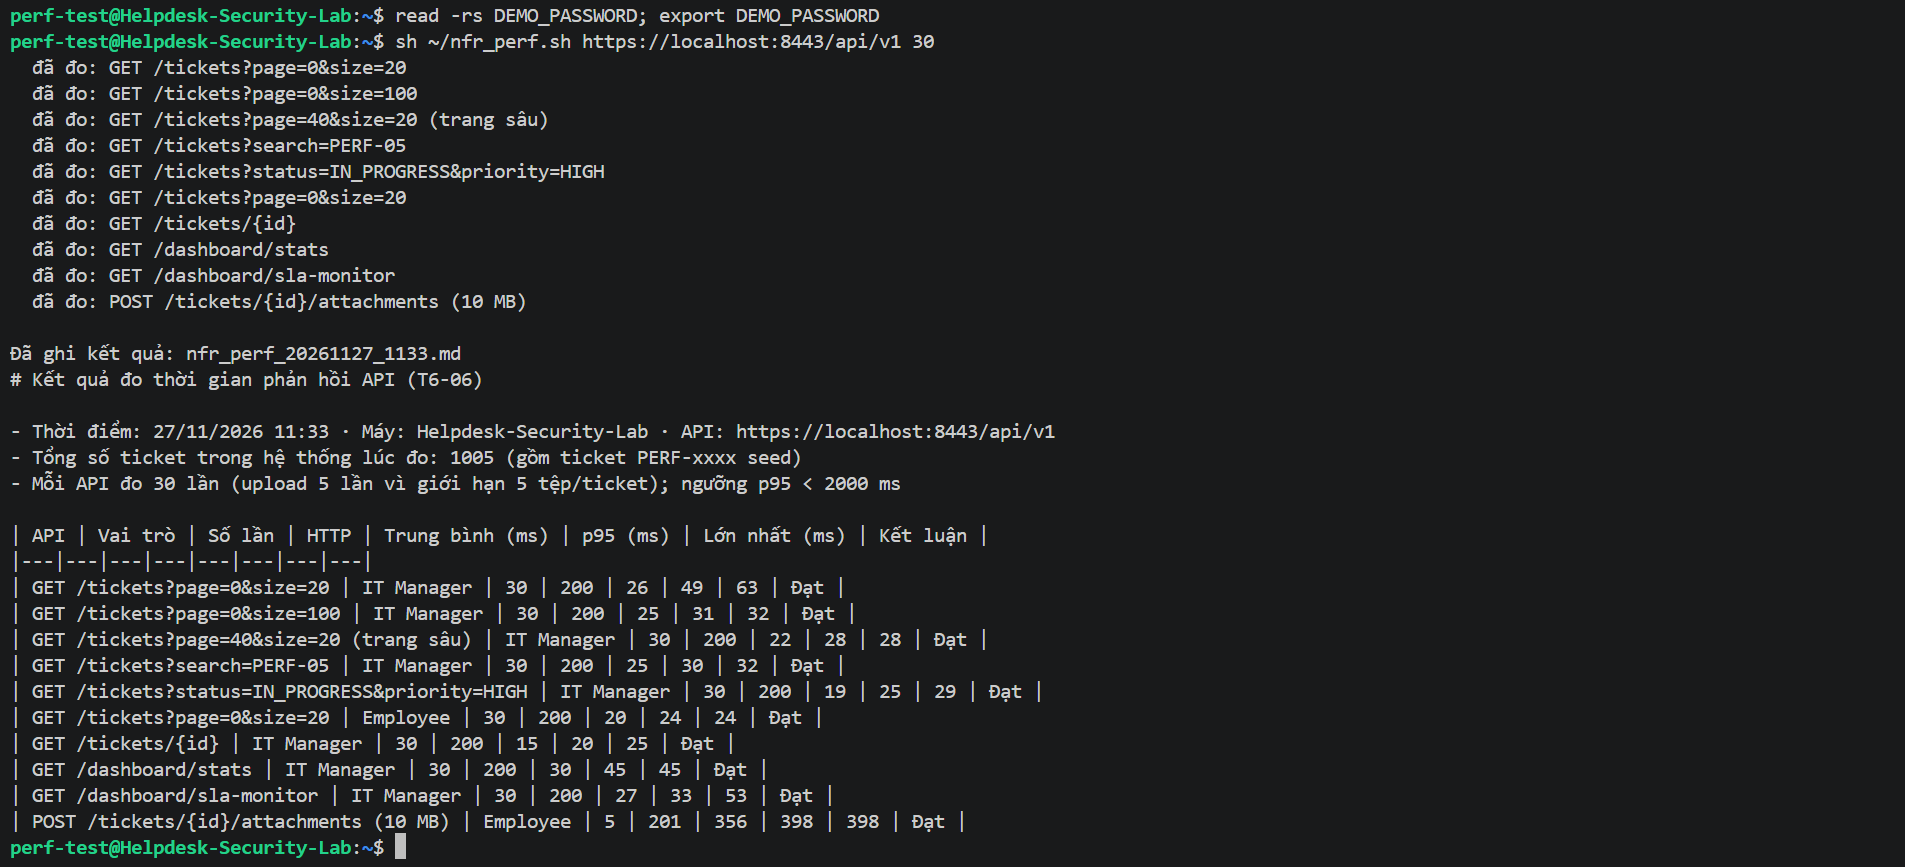 perf-test@Helpdesk-Security-Lab:~$ read -rs DEMO_PASSWORD; export DEMO_PASSWORD
perf-test@Helpdesk-Security-Lab:~$ sh ~/nfr_perf.sh https://localhost:8443/api/v1 30
  đã đo: GET /tickets?page=0&size=20
  đã đo: GET /tickets?page=0&size=100
  đã đo: GET /tickets?page=40&size=20 (trang sâu)
  đã đo: GET /tickets?search=PERF-05
  đã đo: GET /tickets?status=IN_PROGRESS&priority=HIGH
  đã đo: GET /tickets?page=0&size=20
  đã đo: GET /tickets/{id}
  đã đo: GET /dashboard/stats
  đã đo: GET /dashboard/sla-monitor
  đã đo: POST /tickets/{id}/attachments (10 MB)
Đã ghi kết quả: nfr_perf_20261127_1133.md
# Kết quả đo thời gian phản hồi API (T6-06)
- Thời điểm: 27/11/2026 11:33 · Máy: Helpdesk-Security-Lab · API: https://localhost:8443/api/v1
- Tổng số ticket trong hệ thống lúc đo: 1005 (gồm ticket PERF-xxxx seed)
- Mỗi API đo 30 lần (upload 5 lần vì giới hạn 5 tệp/ticket); ngưỡng p95 < 2000 ms
| API | Vai trò | Số lần | HTTP | Trung bình (ms) | p95 (ms) | Lớn nhất (ms) | Kết luận |
|---|---|---|---|---|---|---|---|
| GET /tickets?page=0&size=20 | IT Manager | 30 | 200 | 26 | 49 | 63 | Đạt |
| GET /tickets?page=0&size=100 | IT Manager | 30 | 200 | 25 | 31 | 32 | Đạt |
| GET /tickets?page=40&size=20 (trang sâu) | IT Manager | 30 | 200 | 22 | 28 | 28 | Đạt |
| GET /tickets?search=PERF-05 | IT Manager | 30 | 200 | 25 | 30 | 32 | Đạt |
| GET /tickets?status=IN_PROGRESS&priority=HIGH | IT Manager | 30 | 200 | 19 | 25 | 29 | Đạt |
| GET /tickets?page=0&size=20 | Employee | 30 | 200 | 20 | 24 | 24 | Đạt |
| GET /tickets/{id} | IT Manager | 30 | 200 | 15 | 20 | 25 | Đạt |
| GET /dashboard/stats | IT Manager | 30 | 200 | 30 | 45 | 45 | Đạt |
| GET /dashboard/sla-monitor | IT Manager | 30 | 200 | 27 | 33 | 53 | Đạt |
| POST /tickets/{id}/attachments (10 MB) | Employee | 5 | 201 | 356 | 398 | 398 | Đạt |
perf-test@Helpdesk-Security-Lab:~$